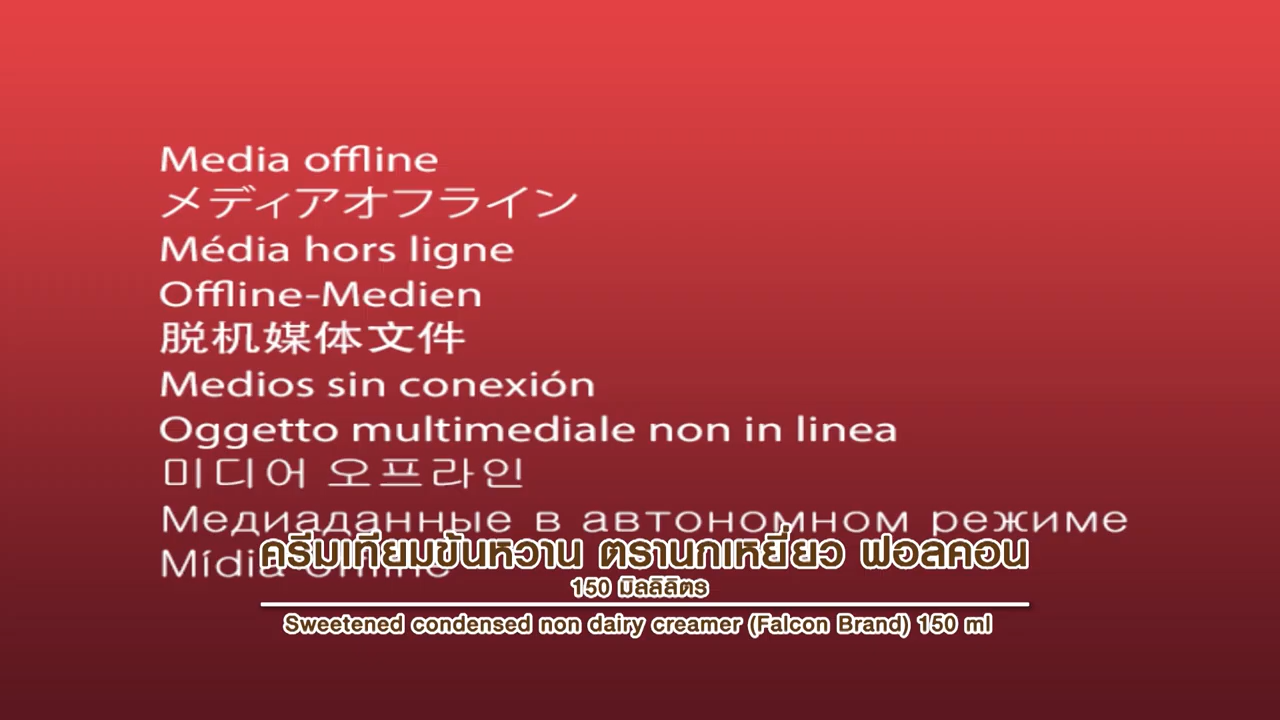 Media offline
メディアオフライン
Média hors ligne
Offline-Medien
脱机媒体文件
Medios sin conexión
Oggetto multimediale non in linea
미디어 오프라인
Медиаданные в автономном режиме
Mídia offline
ครีมเทียมข้นหวาน ตรานกเหยี่ยว ฟอลคอน
150 มิลลิลิตร
Sweetened condensed non dairy creamer (Falcon Brand) 150 ml